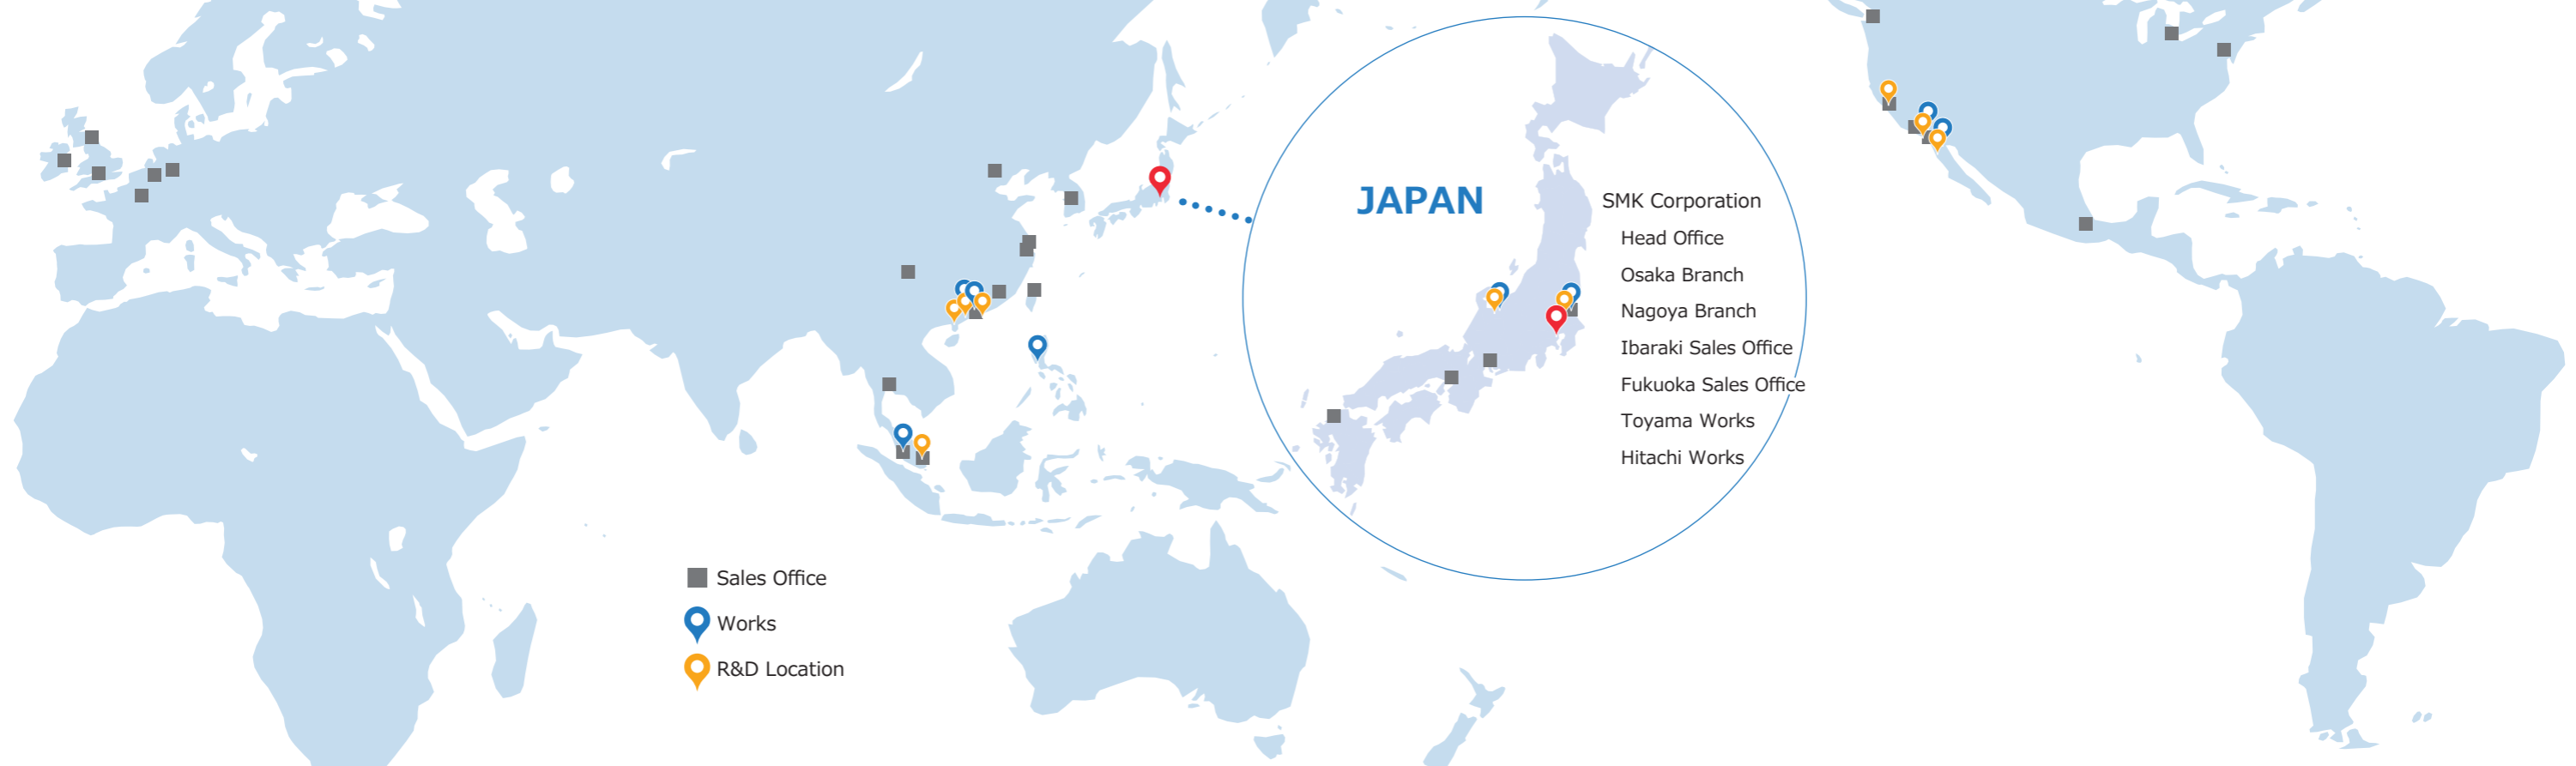 JAPAN
SMK Corporation
Head Office
Osaka Branch
Nagoya Branch
Ibaraki Sales Office
Fukuoka Sales Office
Toyama Works
Hitachi Works
Sales Office
Works
R&D Location